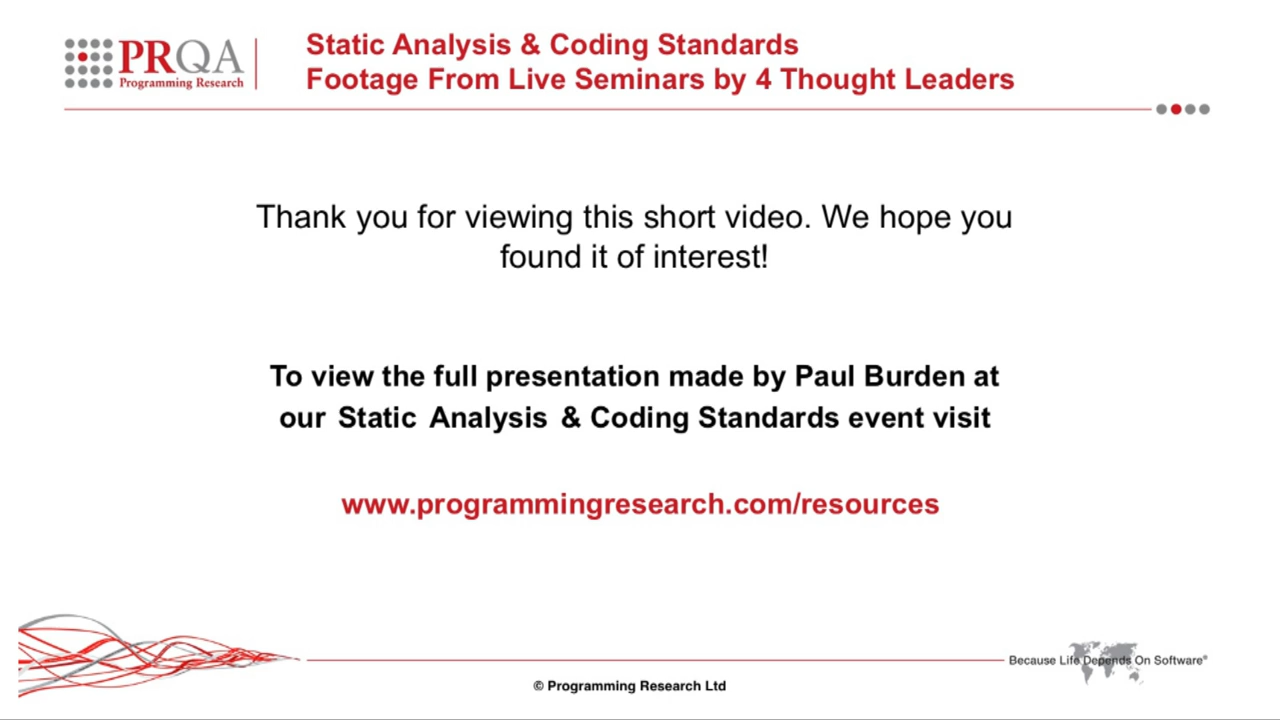 PRQA
Programming Research
Static Analysis & Coding Standards
Footage From Live Seminars by 4 Thought Leaders
Thank you for viewing this short video. We hope you
found it of interest!
To view the full presentation made by Paul Burden at
our Static Analysis & Coding Standards event visit
www.programmingresearch.com/resources
Because Life Depends On Software®
© Programming Research Ltd